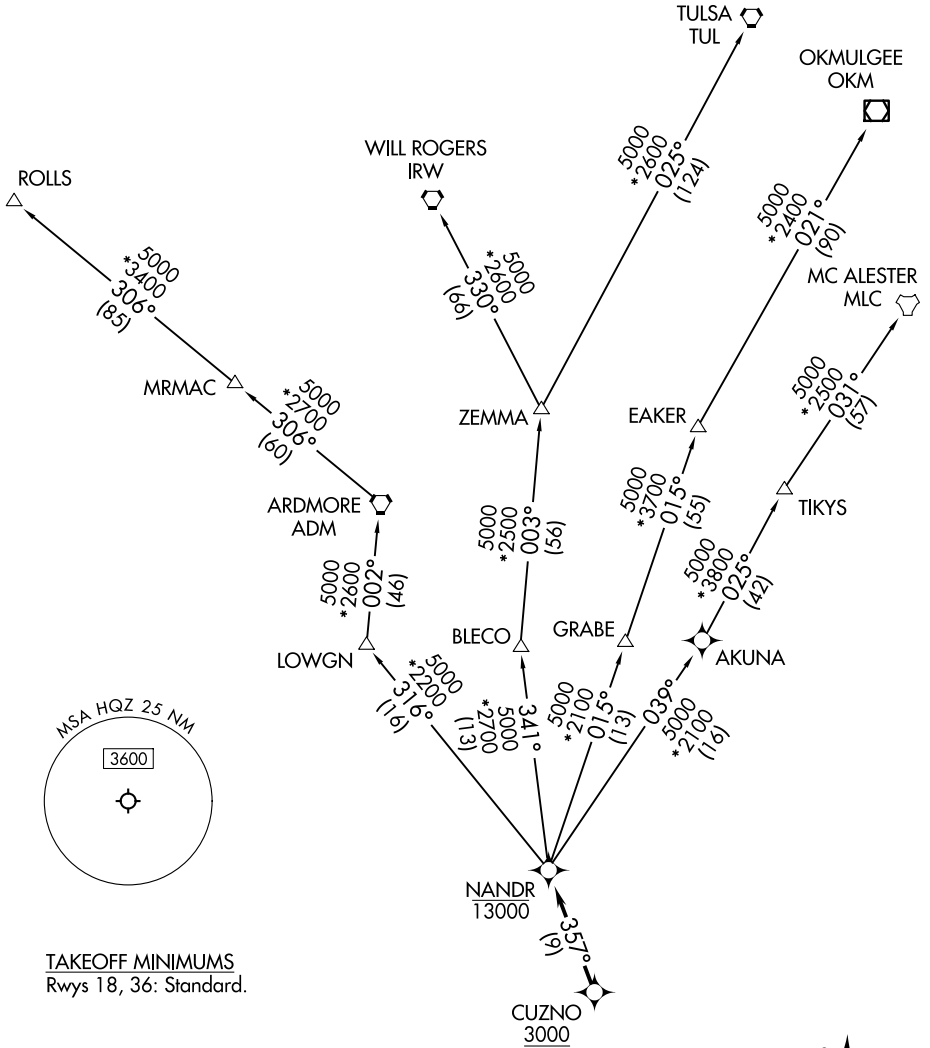 TULSA
TUL
OKMULGEE
OKM
WILL ROGERS
IRW
5000
*2600
025°
(124)
ROLLS
5000
*2400
021°
(90)
5000
*3400
306°
(85)
5000
*2600
330°
(66)
MC ALESTER
MLC
MRMAC
5000
*2700
306°
(60)
ZEMMA
EAKER
5000
*2500
031°
(57)
ARDMORE
ADM
5000
*2500
003°
(56)
5000
*3700
015°
(55)
TIKYS
5000
*2600
002°
(46)
5000
*3800
025°
(42)
LOWGN
BLECO
GRABE
AKUNA
5000
*2200
316°
(16)
341°
5000
*2700
(13)
5000
*2100
015°
(13)
039°
5000
*2100
(16)
MSA HQZ 25 NM
3600
NANDR
13000
357°
(9)
TAKEOFF MINIMUMS
Rwys 18, 36: Standard.
CUZNO
3000